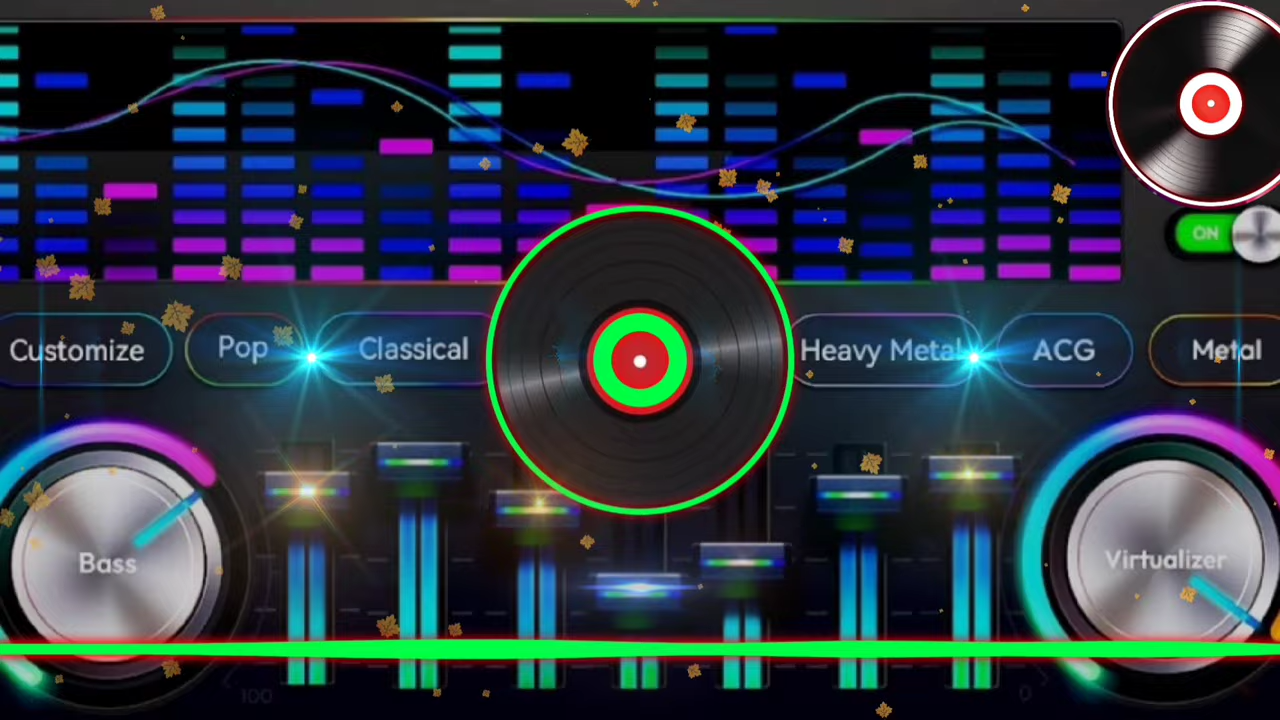 ON
Customize
Pop
Classical
Heavy Metal
ACG
Metal
Bass
Virtualizer
100
0